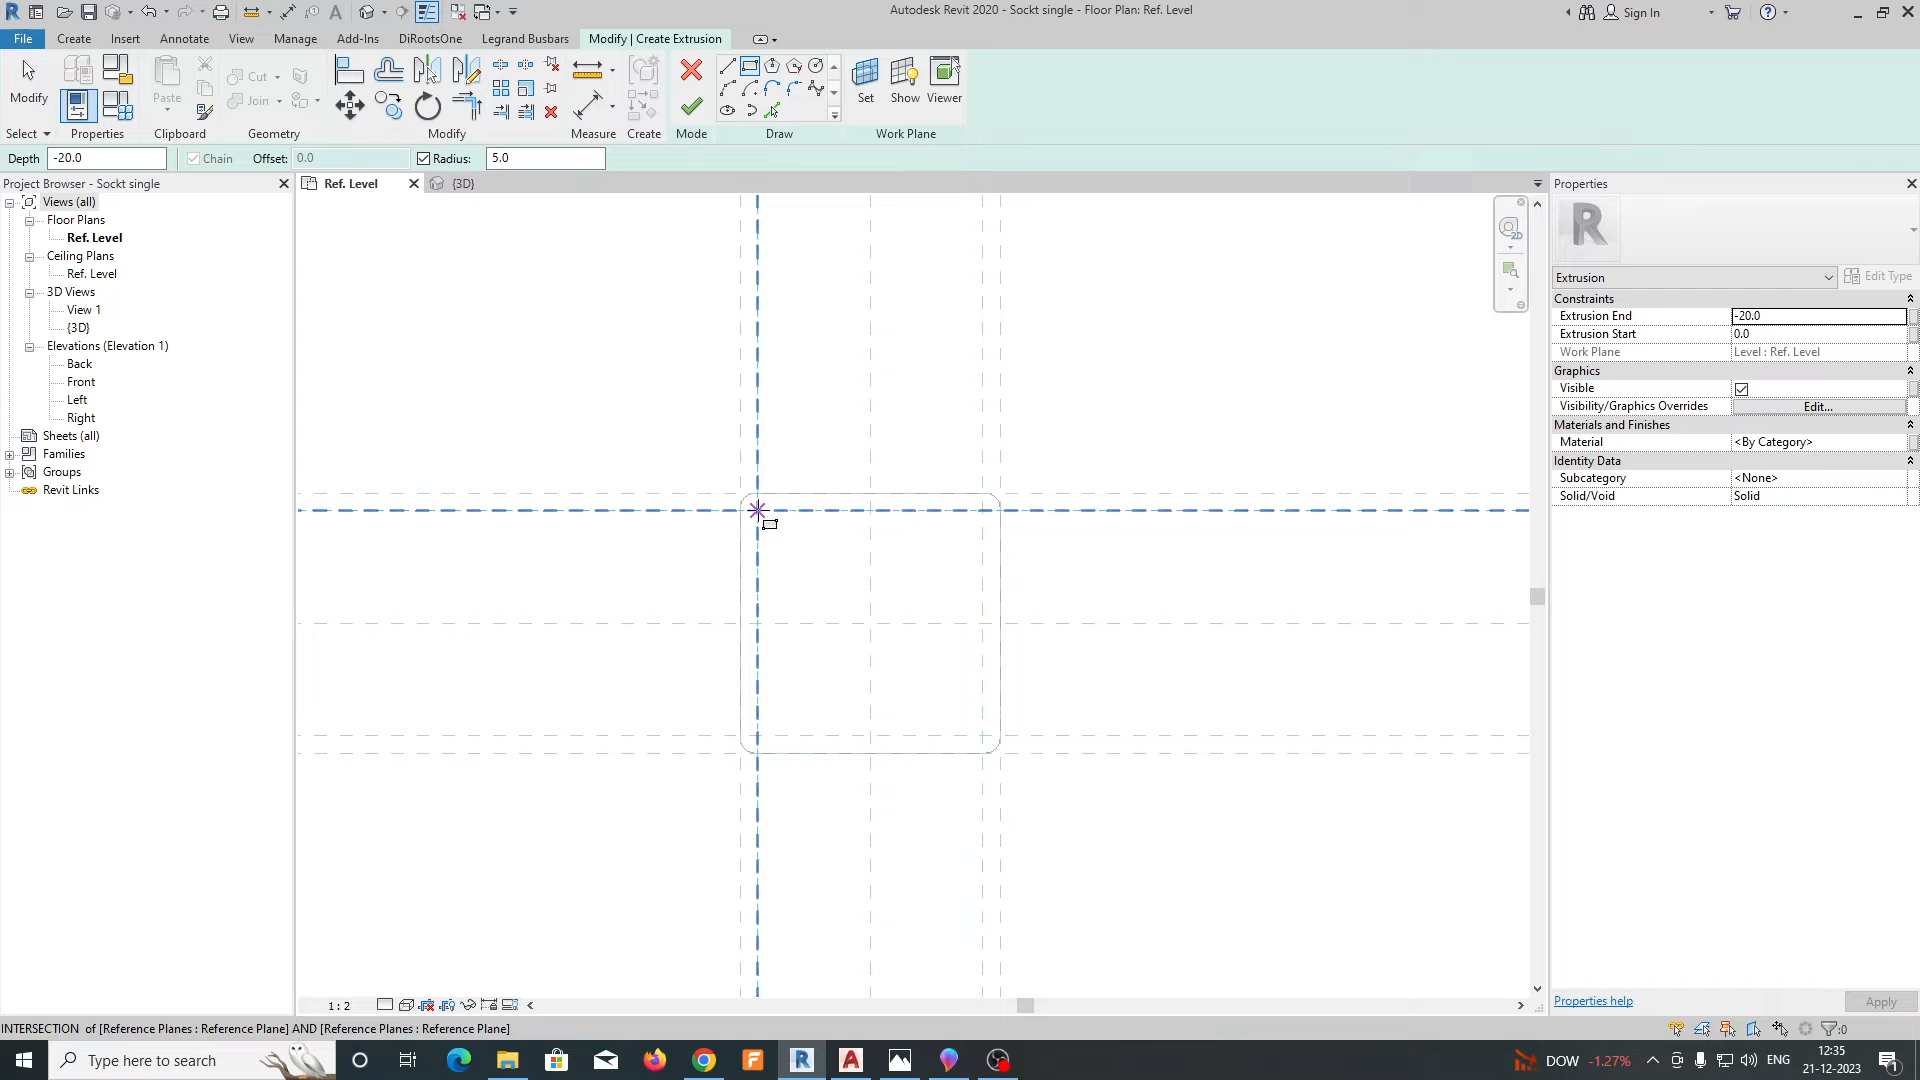 Autodesk Revit 2020 - Sockt single - Floor Plan: Ref. Level
Sign In
File Create Insert Annotate View Manage Add-Ins DiRootsOne Legrand Busbars Modify | Create Extrusion
Modify Paste Cut Join Set Show Viewer
Select Properties Clipboard Geometry Modify Measure Create Mode Draw Work Plane
Depth -20.0 Chain Offset: 0.0 Radius: 5.0
Project Browser - Sockt single
Views (all)
Floor Plans
Ref. Level
Ceiling Plans
Ref. Level
3D Views
View 1
{3D}
Elevations (Elevation 1)
Back
Front
Left
Right
Sheets (all)
Families
Groups
Revit Links
Ref. Level {3D}
2D
Properties
R
Extrusion Edit Type
Constraints
Extrusion End -20.0
Extrusion Start 0.0
Work Plane Level : Ref. Level
Graphics
Visible
Visibility/Graphics Overrides Edit...
Materials and Finishes
Material <By Category>
Identity Data
Subcategory <None>
Solid/Void Solid
Properties help Apply
1 : 2
INTERSECTION of [Reference Planes : Reference Plane] AND [Reference Planes : Reference Plane]
:0
Type here to search
DOW -1.27% ENG 12:35
21-12-2023
1